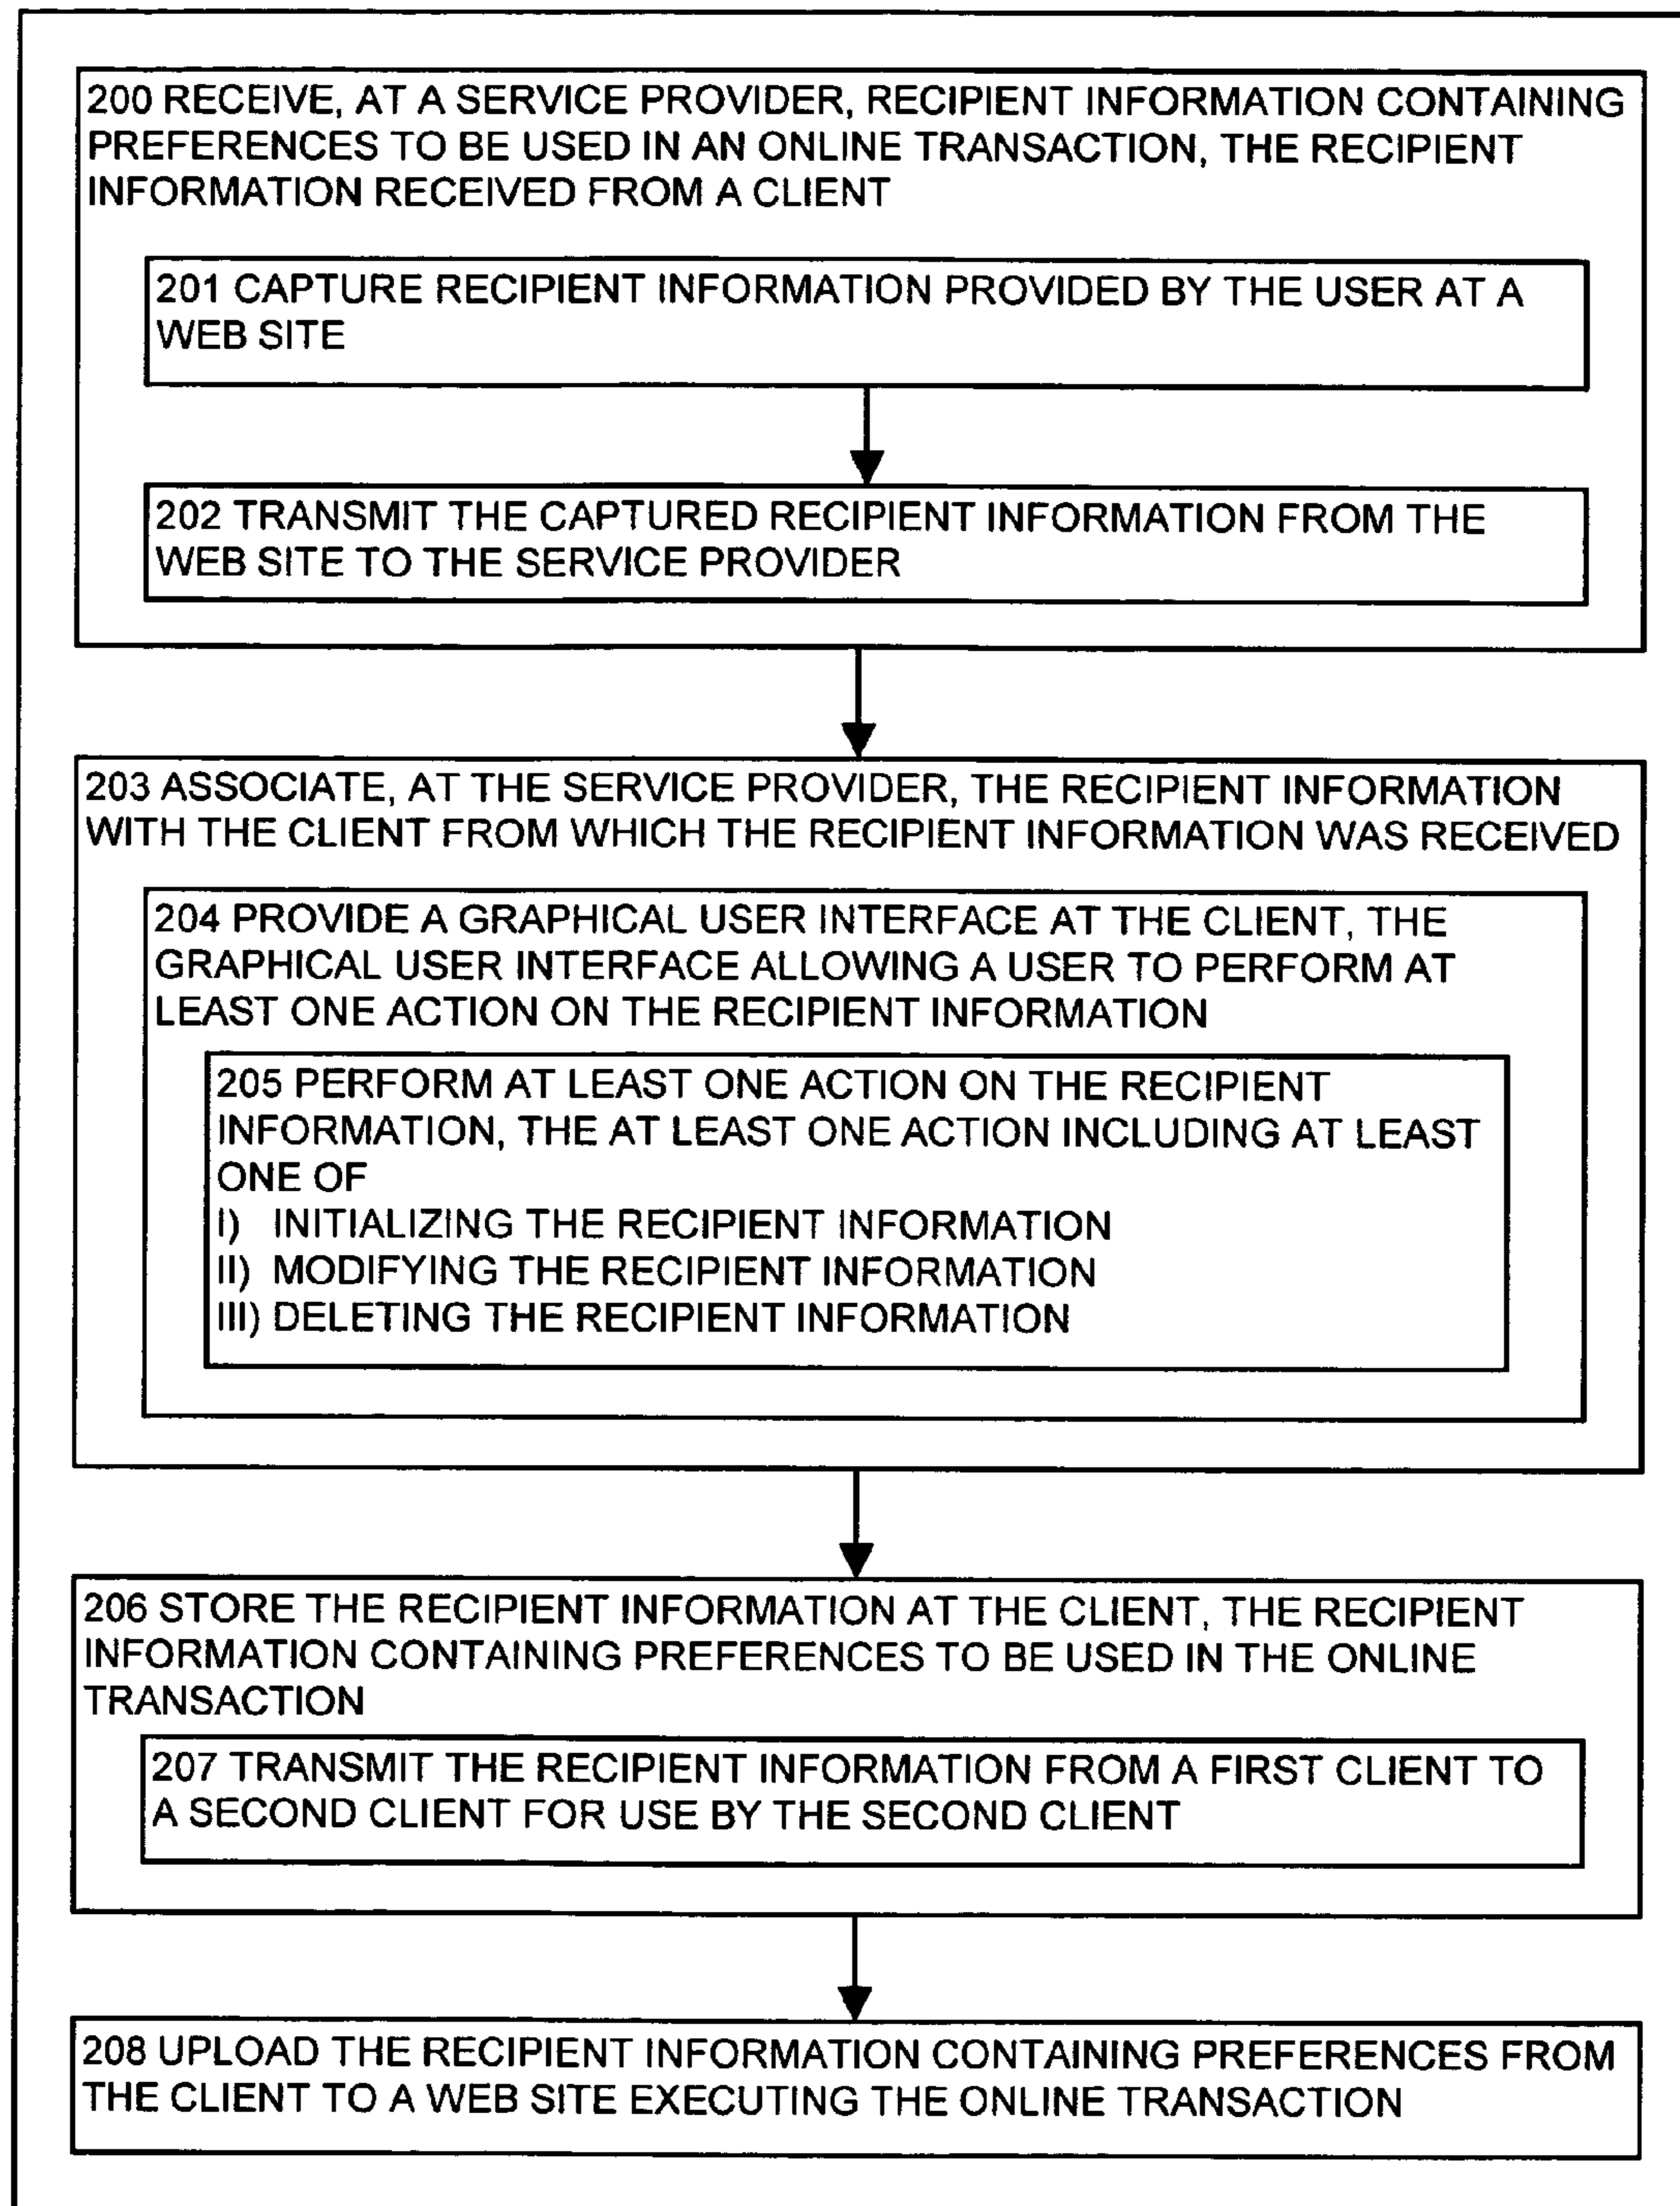 200 RECEIVE, AT A SERVICE PROVIDER, RECIPIENT INFORMATION CONTAINING
PREFERENCES TO BE USED IN AN ONLINE TRANSACTION, THE RECIPIENT
INFORMATION RECEIVED FROM A CLIENT
201 CAPTURE RECIPIENT INFORMATION PROVIDED BY THE USER AT A
WEB SITE
202 TRANSMIT THE CAPTURED RECIPIENT INFORMATION FROM THE
WEB SITE TO THE SERVICE PROVIDER
203 ASSOCIATE, AT THE SERVICE PROVIDER, THE RECIPIENT INFORMATION
WITH THE CLIENT FROM WHICH THE RECIPIENT INFORMATION WAS RECEIVED
204 PROVIDE A GRAPHICAL USER INTERFACE AT THE CLIENT, THE
GRAPHICAL USER INTERFACE ALLOWING A USER TO PERFORM AT
LEAST ONE ACTION ON THE RECIPIENT INFORMATION
205 PERFORM AT LEAST ONE ACTION ON THE RECIPIENT
INFORMATION, THE AT LEAST ONE ACTION INCLUDING AT LEAST
ONE OF
I) INITIALIZING THE RECIPIENT INFORMATION
II) MODIFYING THE RECIPIENT INFORMATION
III) DELETING THE RECIPIENT INFORMATION
206 STORE THE RECIPIENT INFORMATION AT THE CLIENT, THE RECIPIENT
INFORMATION CONTAINING PREFERENCES TO BE USED IN THE ONLINE
TRANSACTION
207 TRANSMIT THE RECIPIENT INFORMATION FROM A FIRST CLIENT TO
A SECOND CLIENT FOR USE BY THE SECOND CLIENT
208 UPLOAD THE RECIPIENT INFORMATION CONTAINING PREFERENCES FROM
THE CLIENT TO A WEB SITE EXECUTING THE ONLINE TRANSACTION